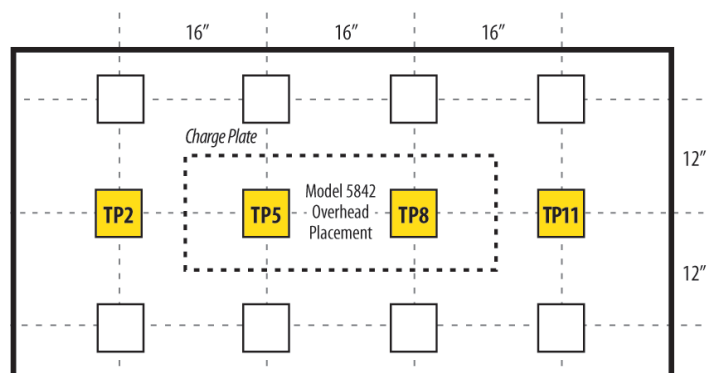 16”
16”
16”
Charge Plate
12”
Model 5842
Overhead
Placement
TP2
TP5
TP8
TP11
12”